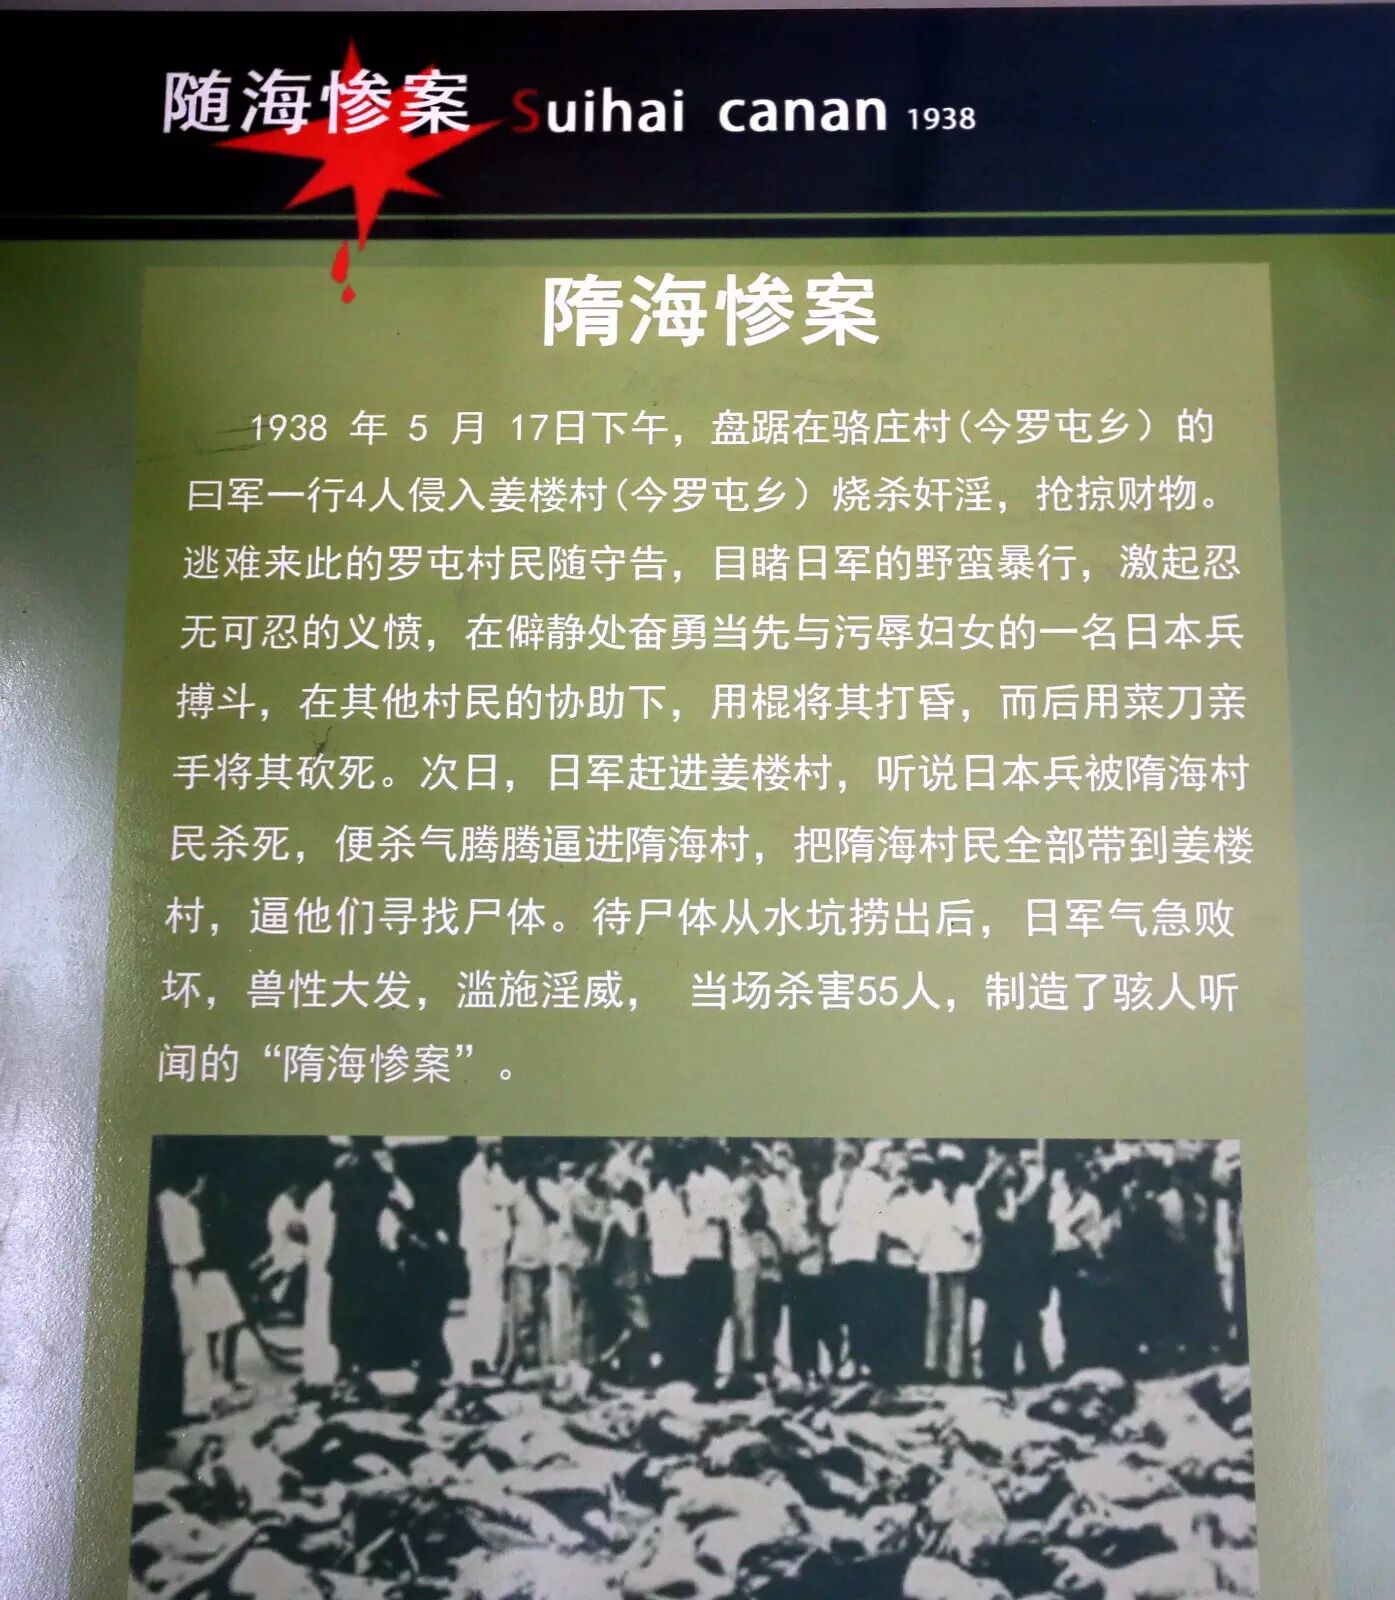 随海惨案 Suihai canan 1938
隋海惨案
1938 年 5 月 17日下午，盘踞在骆庄村(今罗屯乡）的
曰军一行4人侵入姜楼村(今罗屯乡）烧杀奸淫，抢掠财物。
逃难来此的罗屯村民随守告，目睹日军的野蛮暴行，激起忍
无可忍的义愤，在僻静处奋勇当先与污辱妇女的一名日本兵
搏斗，在其他村民的协助下，用棍将其打昏，而后用菜刀亲
手将其砍死。次日，日军赶进姜楼村，听说日本兵被隋海村
民杀死，便杀气腾腾逼进隋海村，把隋海村民全部带到姜楼
村，逼他们寻找尸体。待尸体从水坑捞出后，日军气急败
坏，兽性大发，滥施淫威， 当场杀害55人，制造了骇人听
闻的“隋海惨案”。